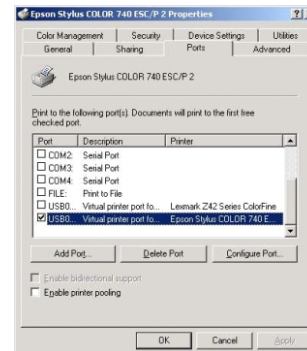 Epson Stylus COLOR 740 ESC/P 2 Properties
Color Management Security Device Settings Utilities
General Sharing Ports Advanced
Epson Stylus COLOR 740 ESC/P 2
Print to the following port(s). Documents will print to the first free
checked port.
Port Description Printer
COM2: Serial Port
COM3: Serial Port
COM4: Serial Port
FILE: Print to File
USB0... Virtual printer port fo... Lexmark Z42 Series ColorFine
USB0... Virtual printer port fo... Epson Stylus COLOR 740 E...
Add Port... Delete Port Configure Port...
Enable bidirectional support
Enable printer pooling
OK Cancel Apply